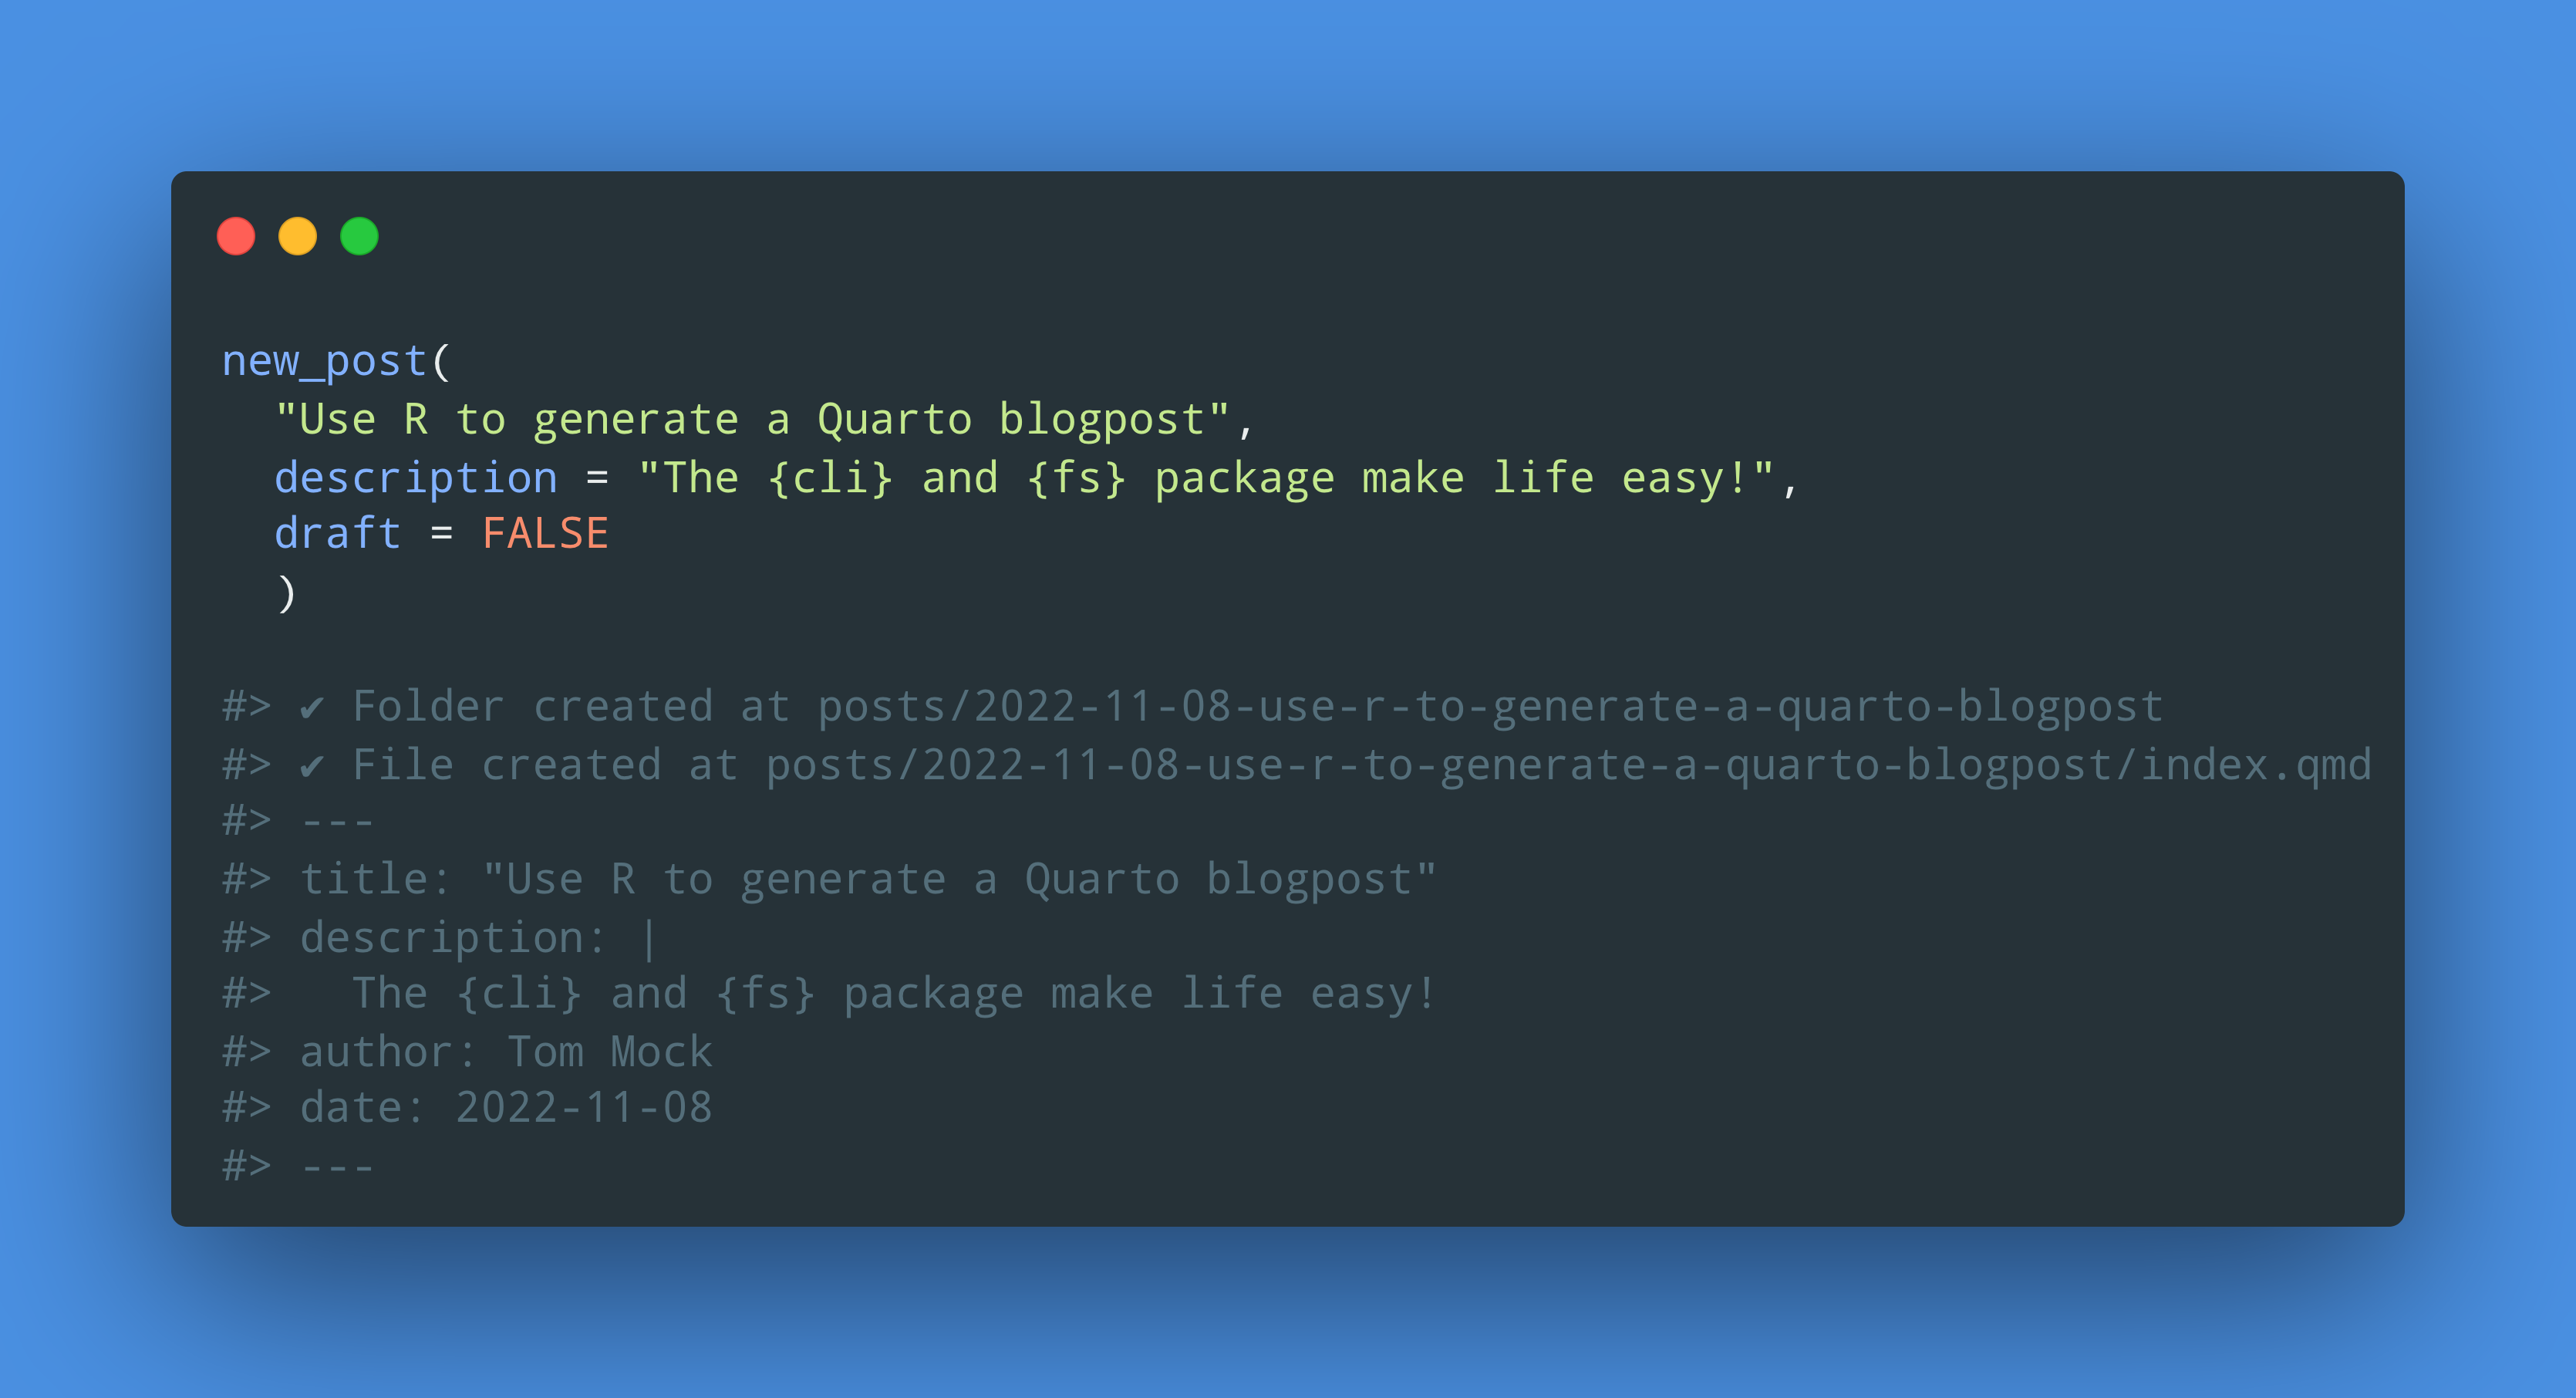 new_post(
  "Use R to generate a Quarto blogpost",
  description = "The {cli} and {fs} package make life easy!",
  draft = FALSE
  )
#> ✔ Folder created at posts/2022-11-08-use-r-to-generate-a-quarto-blogpost
#> ✔ File created at posts/2022-11-08-use-r-to-generate-a-quarto-blogpost/index.qmd
#> ---
#> title: "Use R to generate a Quarto blogpost"
#> description: |
#>   The {cli} and {fs} package make life easy!
#> author: Tom Mock
#> date: 2022-11-08
#> ---